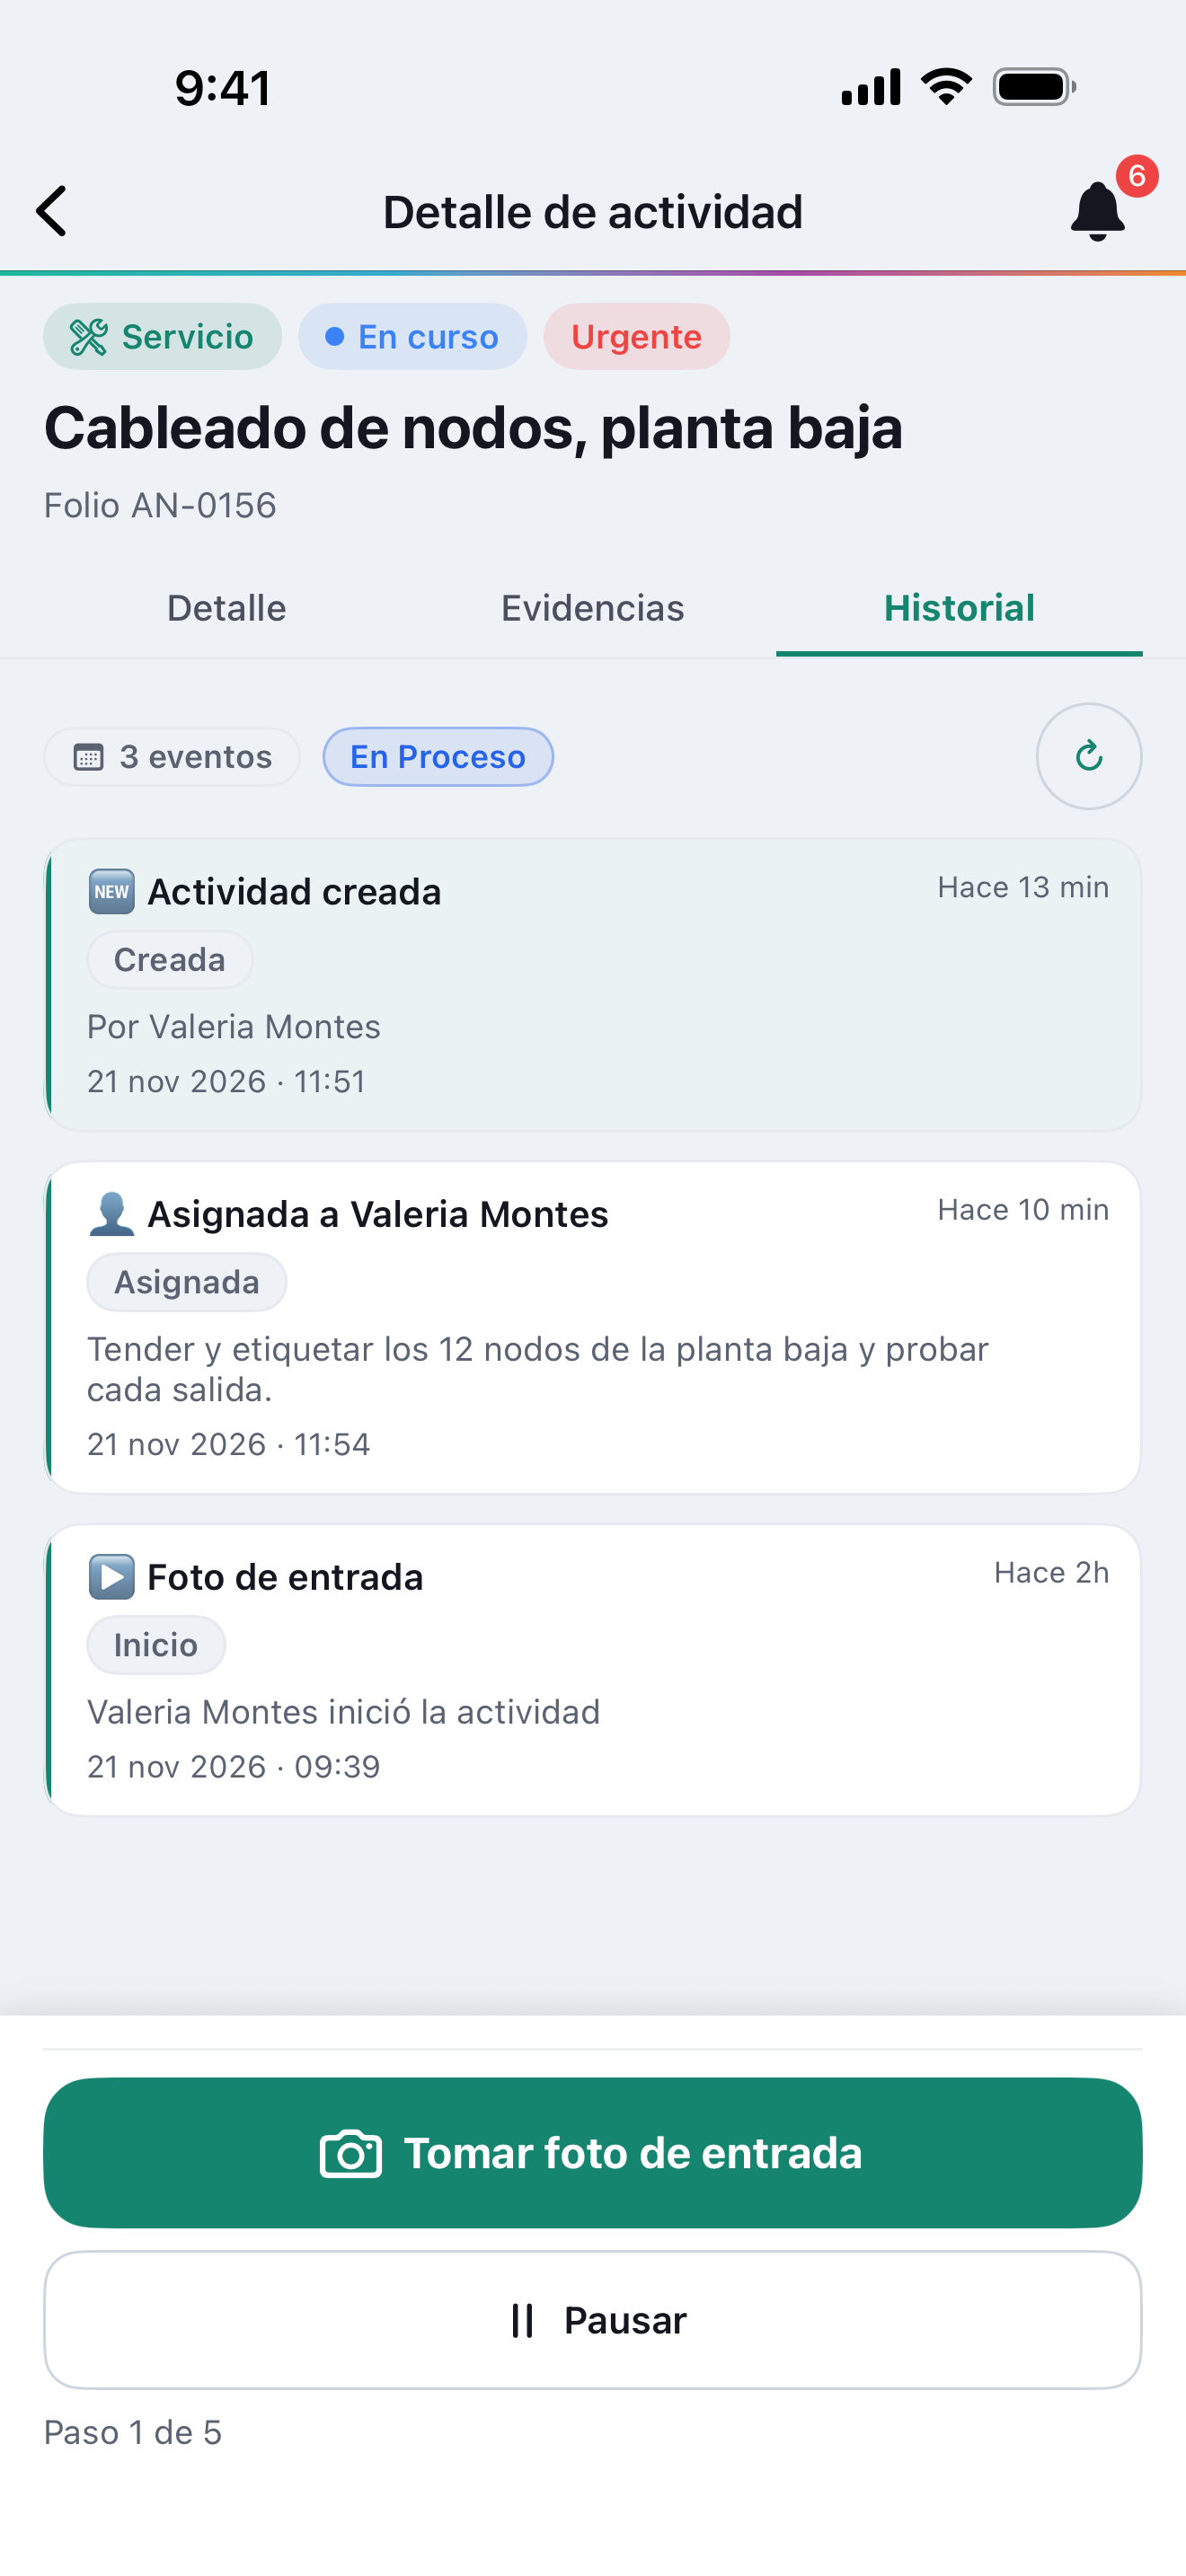 9:41
Detalle de actividad
6
Servicio
En curso
Urgente
Cableado de nodos, planta baja
Folio AN-0156
Detalle
Evidencias
Historial
3 eventos
En Proceso
NEW Actividad creada
Hace 13 min
Creada
Por Valeria Montes
21 nov 2026 · 11:51
Asignada a Valeria Montes
Hace 10 min
Asignada
Tender y etiquetar los 12 nodos de la planta baja y probar
cada salida.
21 nov 2026 · 11:54
Foto de entrada
Hace 2h
Inicio
Valeria Montes inició la actividad
21 nov 2026 · 09:39
Tomar foto de entrada
Pausar
Paso 1 de 5